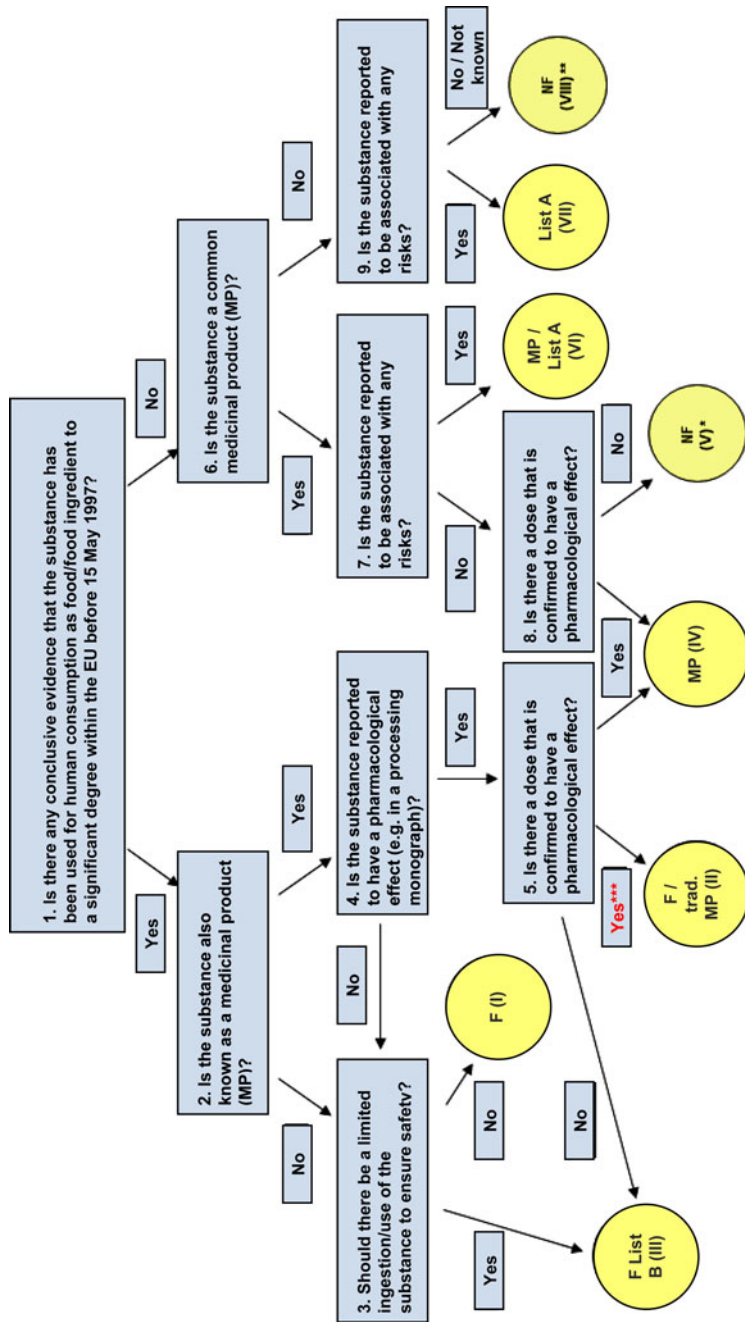 1. Is there any conclusive evidence that the substance has
been used for human consumption as food/food ingredient to
a significant degree within the EU before 15 May 1997?
Yes
No
2. Is the substance also
known as a medicinal product
(MP)?
6. Is the substance a common
medicinal product (MP)?
No
Yes
Yes
No
3. Should there be a limited
ingestion/use of the
substance to ensure safety?
No
4. Is the substance reported
to have a pharmacological
effect (e.g. in a processing
monograph)?
7. Is the substance reported
to be associated with any
risks?
9. Is the substance reported
to be associated with any
risks?
Yes
No
Yes
No
Yes
Yes
No / Not
known
F (I)
MP /
List A
(VI)
List A
(VII)
NF
(VIII)**
No
5. Is there a dose that is
confirmed to have a
pharmacological effect?
8. Is there a dose that is
confirmed to have a
pharmacological effect?
Yes***
Yes
No
F List
B (III)
F /
trad.
MP (II)
MP (IV)
NF
(V)*